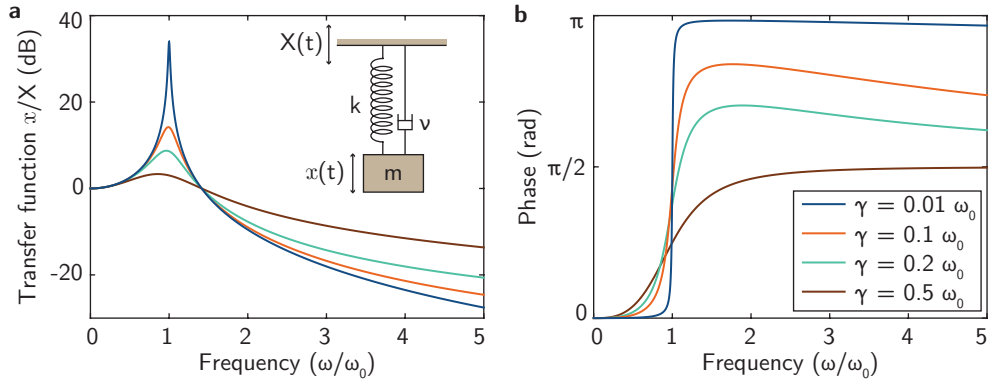 a
Transfer function x/X (dB)
40
20
0
-20
0
1
2
3
4
5
Frequency (ω/ω₀)
X(t)
k
ν
x(t)
m
b
Phase (rad)
π
π/2
0
0
1
2
3
4
5
Frequency (ω/ω₀)
γ = 0.01 ω₀
γ = 0.1 ω₀
γ = 0.2 ω₀
γ = 0.5 ω₀